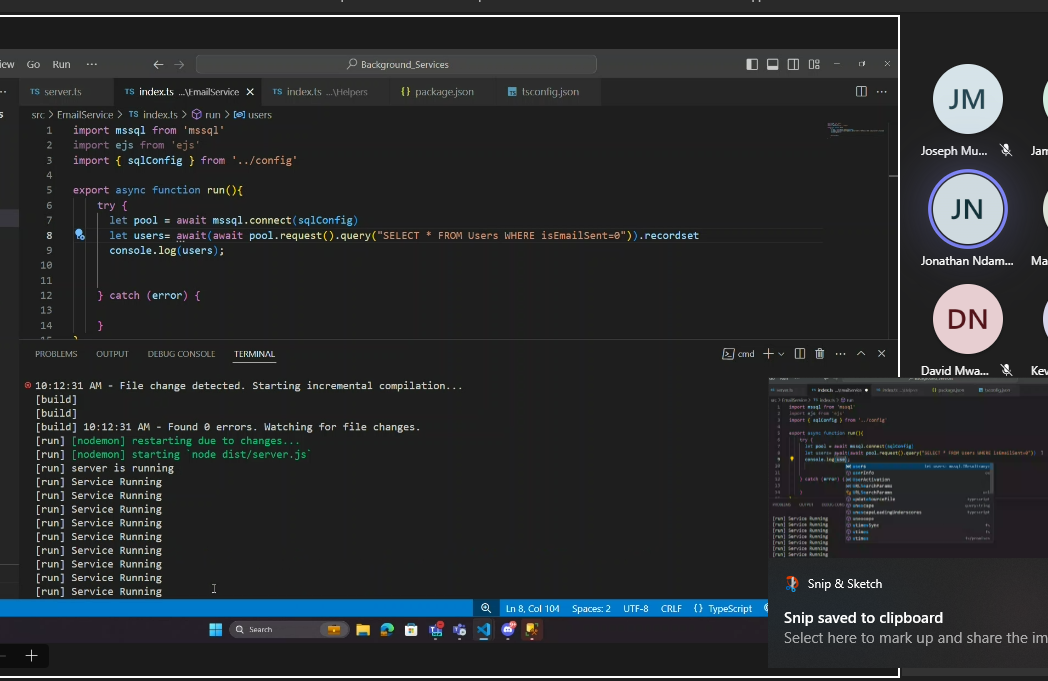 iew Go Run ···
Background_Services
TS server.ts
TS index.ts ...\EmailService ×
TS index.ts ...\Helpers
{} package.json
tsconfig.json
src > EmailService > TS index.ts > run > users
1 import mssql from 'mssql'
2 import ejs from 'ejs'
3 import { sqlConfig } from '../config'
4
5 export async function run(){
6 try {
7 let pool = await mssql.connect(sqlConfig)
8 let users= await(await pool.request().query("SELECT * FROM Users WHERE isEmailSent=0")).recordset
9 console.log(users);
10
11
12 } catch (error) {
13
14 }
PROBLEMS OUTPUT DEBUG CONSOLE TERMINAL
cmd
10:12:31 AM - File change detected. Starting incremental compilation...
[build]
[build]
[build] 10:12:31 AM - Found 0 errors. Watching for file changes.
[run] [nodemon] restarting due to changes...
[run] [nodemon] starting `node dist/server.js`
[run] server is running
[run] Service Running
[run] Service Running
[run] Service Running
[run] Service Running
[run] Service Running
[run] Service Running
[run] Service Running
[run] Service Running
[run] Service Running
Ln 8, Col 104 Spaces: 2 UTF-8 CRLF {} TypeScript
Search
JM
Joseph Mu...
Jam
JN
Jonathan Ndam...
Ma
DN
David Mwa...
Kev
Snip & Sketch
Snip saved to clipboard
Select here to mark up and share the im